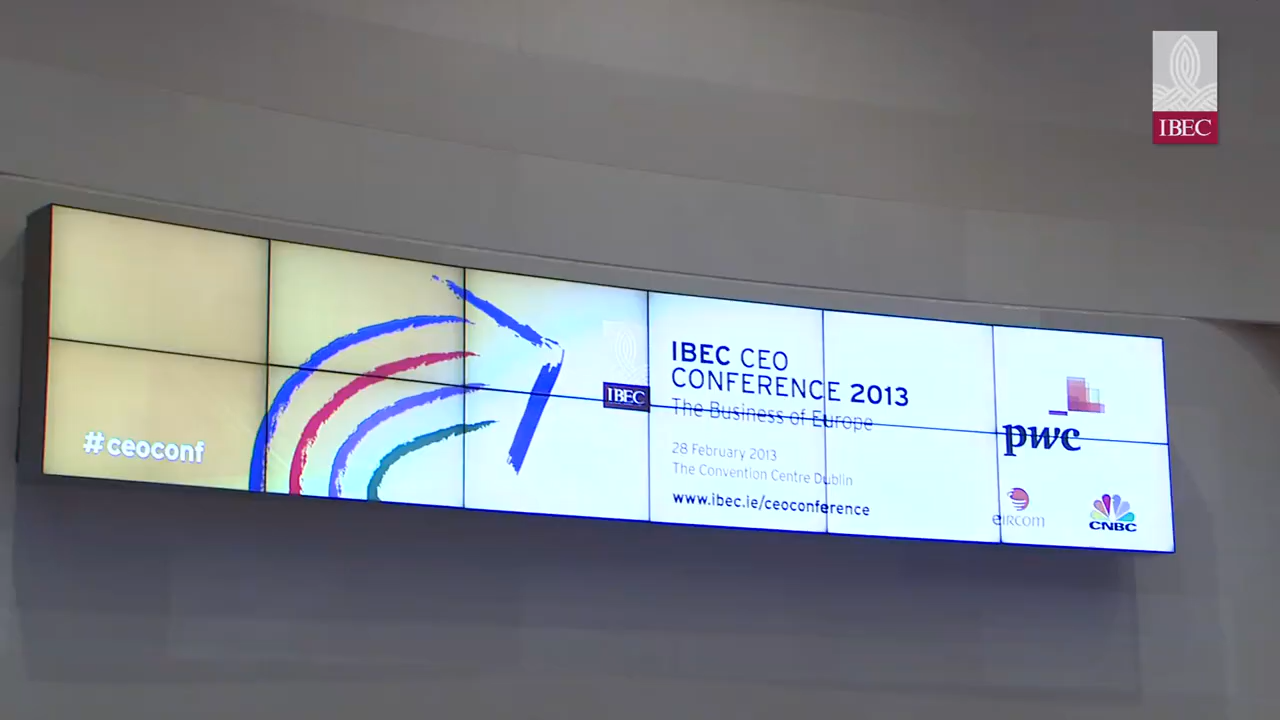 IBEC
IBEC CEO
CONFERENCE 2013
The Business of Europe
28 February 2013
The Convention Centre Dublin
www.ibec.ie/ceoconference
#ceoconf
IBEC
pwc
eircom
CNBC